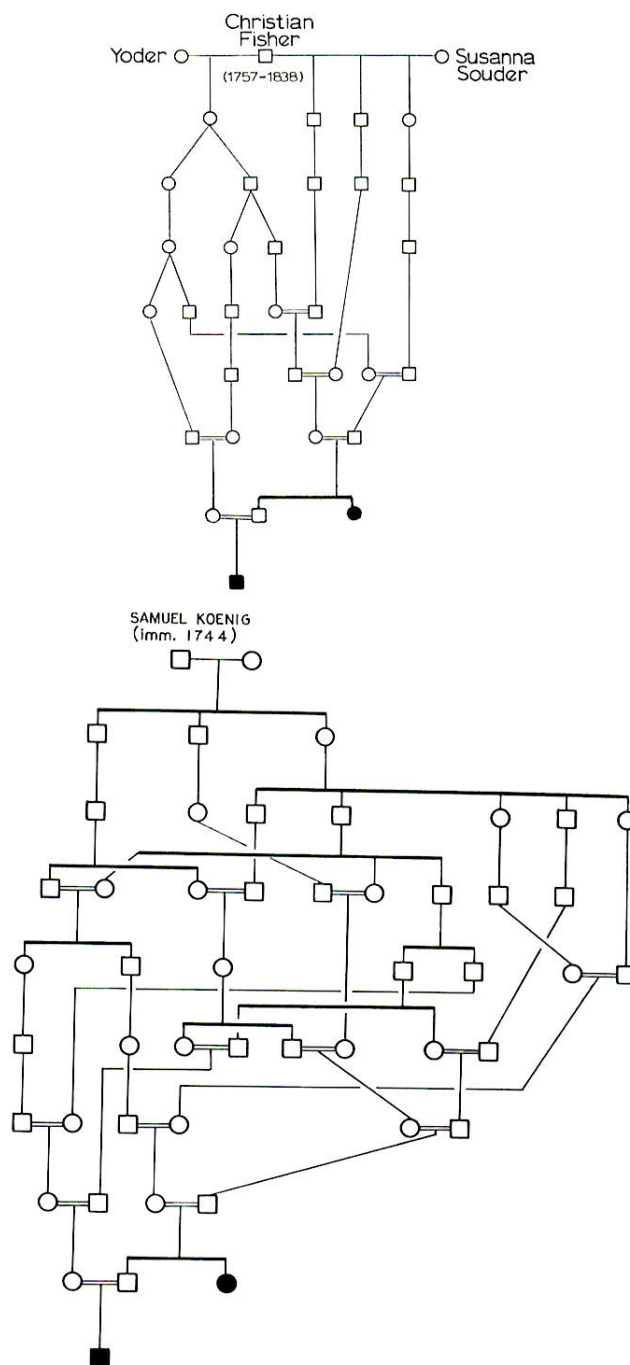 Yoder
Christian
Fisher
(1757-1838)
Susanna
Souder
SAMUEL KOENIG
(imm. 1744)